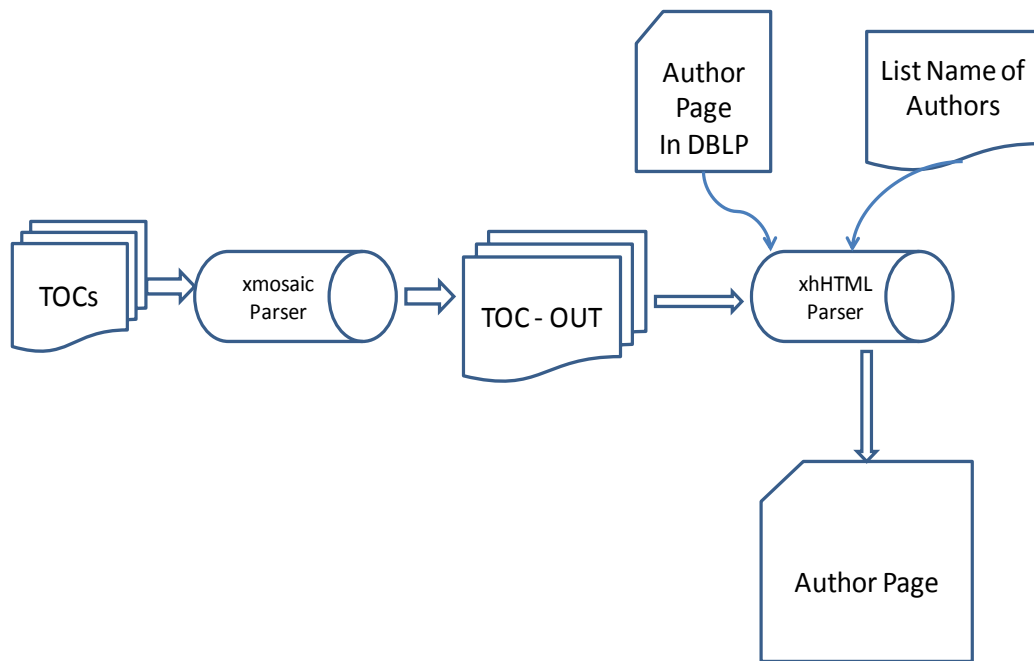 Author
Page
In DBLP
List Name of
Authors
TOCs
xmosaic
Parser
TOC - OUT
xhHTML
Parser
Author Page